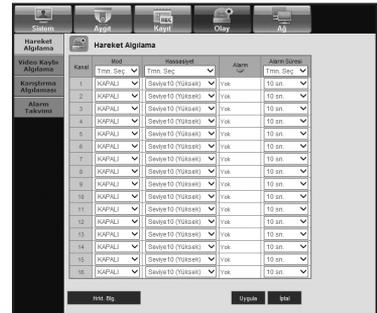 Sistem Aygıt Kayıt Olay Ağ
REC
Hareket Algılama
Video Kaybı Algılama
Karıştırma Algılaması
Alarm Takvimi
Hareket Algılama
Kanal Mod Hassasiyet Alarm Alarm Süresi
Tmn. Seç Tmn. Seç Tmn. Seç
1 KAPALI Seviye10 (Yüksek) Yok 10 sn.
2 KAPALI Seviye10 (Yüksek) Yok 10 sn.
3 KAPALI Seviye10 (Yüksek) Yok 10 sn.
4 KAPALI Seviye10 (Yüksek) Yok 10 sn.
5 KAPALI Seviye10 (Yüksek) Yok 10 sn.
6 KAPALI Seviye10 (Yüksek) Yok 10 sn.
7 KAPALI Seviye10 (Yüksek) Yok 10 sn.
8 KAPALI Seviye10 (Yüksek) Yok 10 sn.
9 KAPALI Seviye10 (Yüksek) Yok 10 sn.
10 KAPALI Seviye10 (Yüksek) Yok 10 sn.
11 KAPALI Seviye10 (Yüksek) Yok 10 sn.
12 KAPALI Seviye10 (Yüksek) Yok 10 sn.
13 KAPALI Seviye10 (Yüksek) Yok 10 sn.
14 KAPALI Seviye10 (Yüksek) Yok 10 sn.
15 KAPALI Seviye10 (Yüksek) Yok 10 sn.
16 KAPALI Seviye10 (Yüksek) Yok 10 sn.
Hrkt. Blg. Uygula İptal